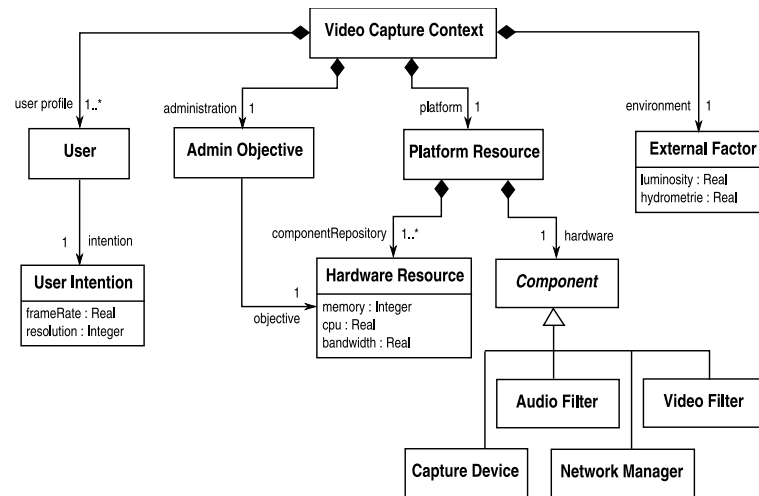 Video Capture Context
user profile
1..*
administration
1
platform
1
environment
1
User
Admin Objective
Platform Resource
External Factor
luminosity : Real
hydrometrie : Real
1
intention
componentRepository
1..*
1
hardware
User Intention
frameRate : Real
resolution : Integer
1
objective
Hardware Resource
memory : Integer
cpu : Real
bandwidth : Real
Component
Audio Filter
Video Filter
Capture Device
Network Manager